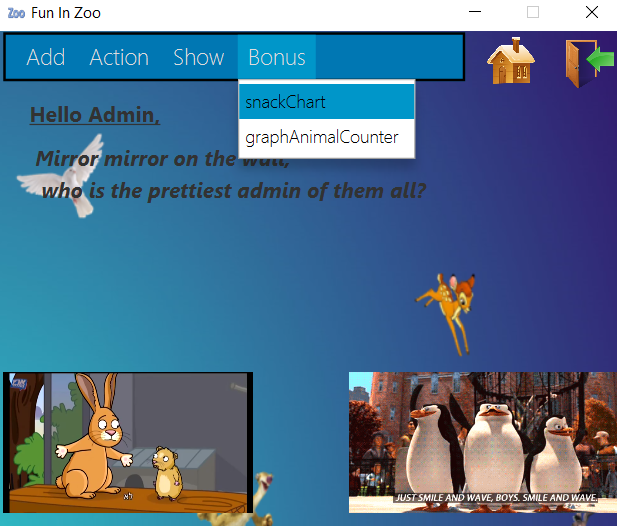 Zoo Fun In Zoo
Add Action Show Bonus
snackChart
graphAnimalCounter
Hello Admin,
Mirror mirror on the wall,
who is the prettiest admin of them all?
JUST SMILE AND WAVE, BOYS. SMILE AND WAVE.